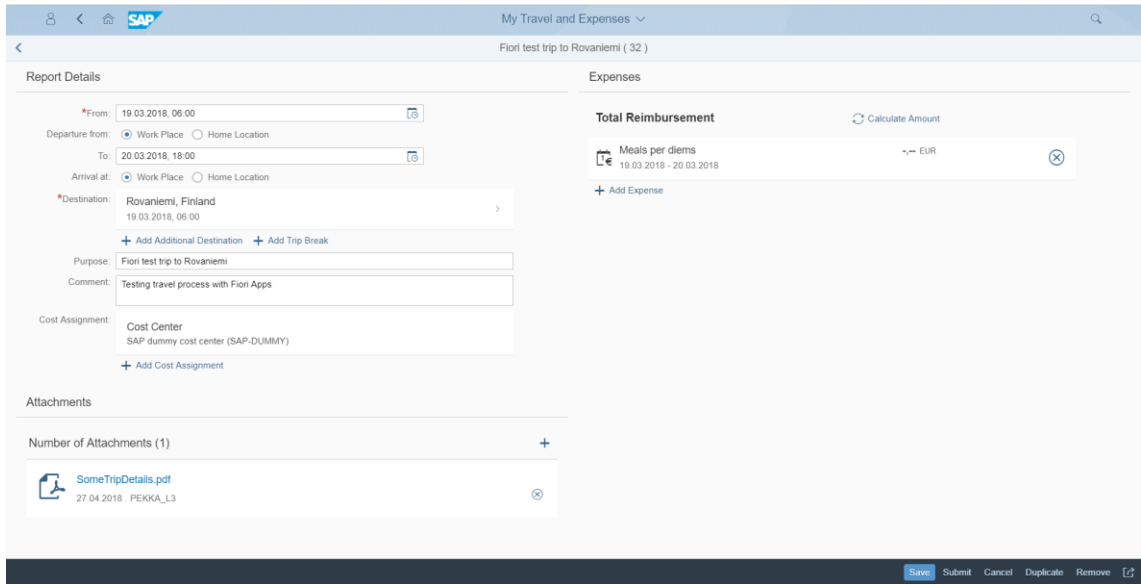 SAP
My Travel and Expenses
Fiori test trip to Rovaniemi ( 32 )
Report Details
*From: 19.03.2018, 06:00
Departure from: Work Place Home Location
To: 20.03.2018, 18:00
Arrival at: Work Place Home Location
*Destination: Rovaniemi, Finland
19.03.2018, 06:00
+ Add Additional Destination + Add Trip Break
Purpose: Fiori test trip to Rovaniemi
Comment: Testing travel process with Fiori Apps
Cost Assignment: Cost Center
SAP dummy cost center (SAP-DUMMY)
+ Add Cost Assignment
Attachments
Number of Attachments (1) +
SomeTripDetails.pdf
27.04.2018 . PEKKA_L3
Expenses
Total Reimbursement Calculate Amount
1 € Meals per diems -,-- EUR
19.03.2018 - 20.03.2018
+ Add Expense
Save Submit Cancel Duplicate Remove